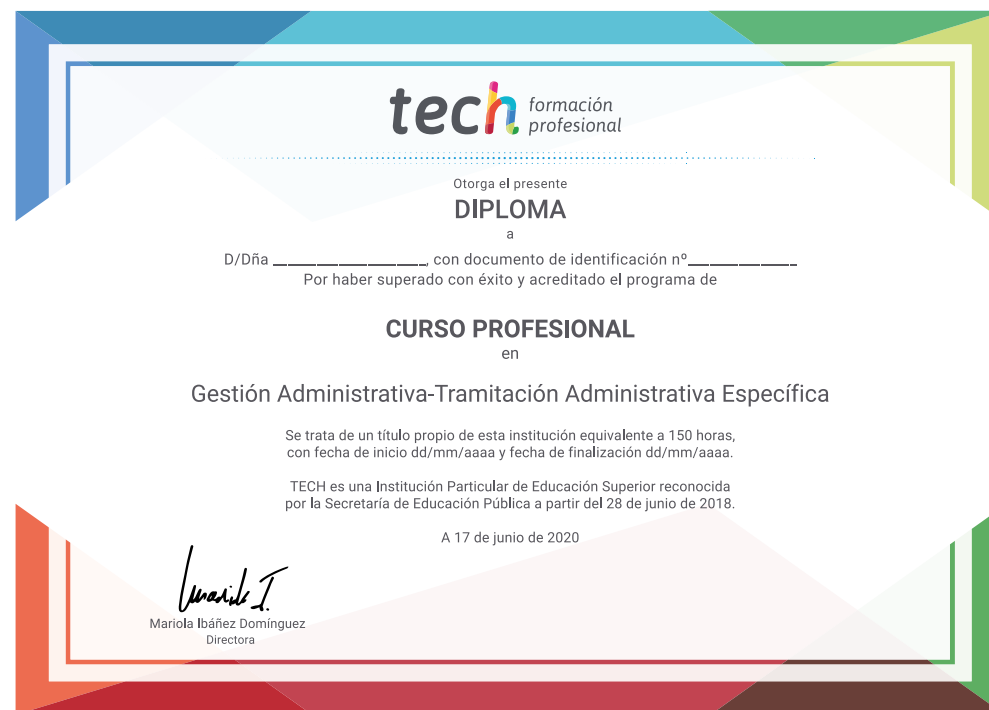 tech formación
profesional
Otorga el presente
DIPLOMA
a
D/Dña ____________________, con documento de identificación nº______________
Por haber superado con éxito y acreditado el programa de
CURSO PROFESIONAL
en
Gestión Administrativa-Tramitación Administrativa Específica
Se trata de un título propio de esta institución equivalente a 150 horas,
con fecha de inicio dd/mm/aaaa y fecha de finalización dd/mm/aaaa.
TECH es una Institución Particular de Educación Superior reconocida
por la Secretaría de Educación Pública a partir del 28 de junio de 2018.
A 17 de junio de 2020
Mariola Ibáñez Domínguez
Directora